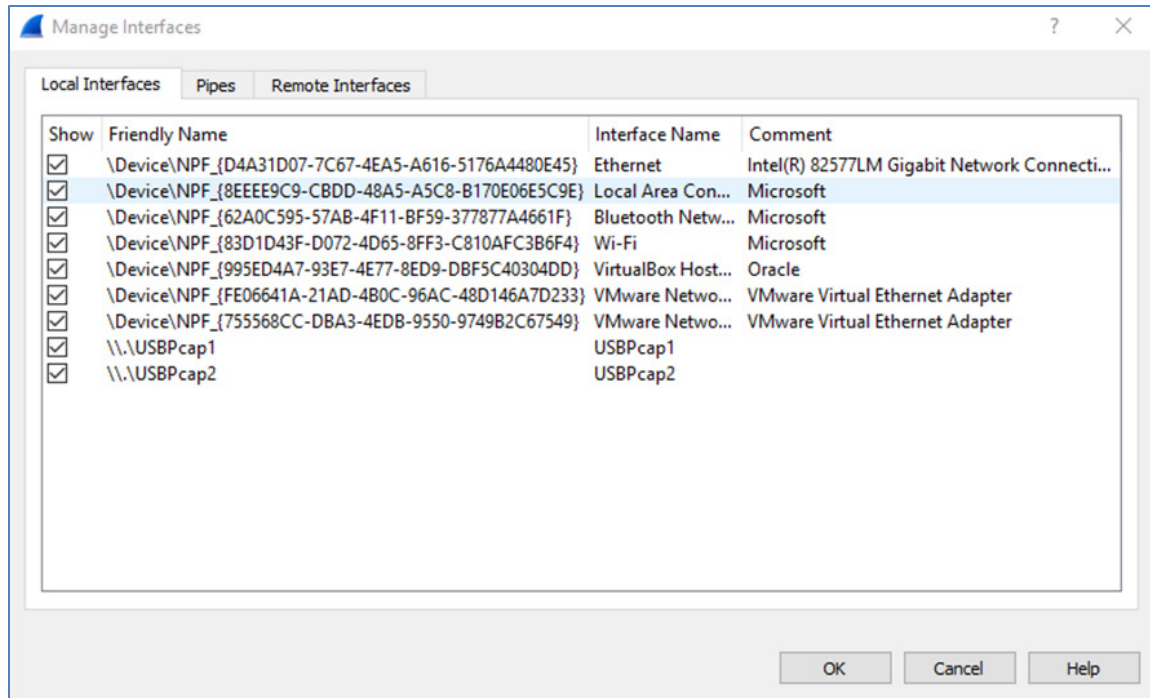 Manage Interfaces
Local Interfaces Pipes Remote Interfaces
Show Friendly Name Interface Name Comment
\Device\NPF_{D4A31D07-7C67-4EA5-A616-5176A4480E45} Ethernet Intel(R) 82577LM Gigabit Network Connecti...
\Device\NPF_{8EEEE9C9-CBDD-48A5-A5C8-B170E06E5C9E} Local Area Con... Microsoft
\Device\NPF_{62A0C595-57AB-4F11-BF59-377877A4661F} Bluetooth Netw... Microsoft
\Device\NPF_{83D1D43F-D072-4D65-8FF3-C810AFC3B6F4} Wi-Fi Microsoft
\Device\NPF_{995ED4A7-93E7-4E77-8ED9-DBF5C40304DD} VirtualBox Host... Oracle
\Device\NPF_{FE06641A-21AD-4B0C-96AC-48D146A7D233} VMware Netwo... VMware Virtual Ethernet Adapter
\Device\NPF_{755568CC-DBA3-4EDB-9550-9749B2C67549} VMware Netwo... VMware Virtual Ethernet Adapter
\\.\USBPcap1 USBPcap1
\\.\USBPcap2 USBPcap2
OK Cancel Help